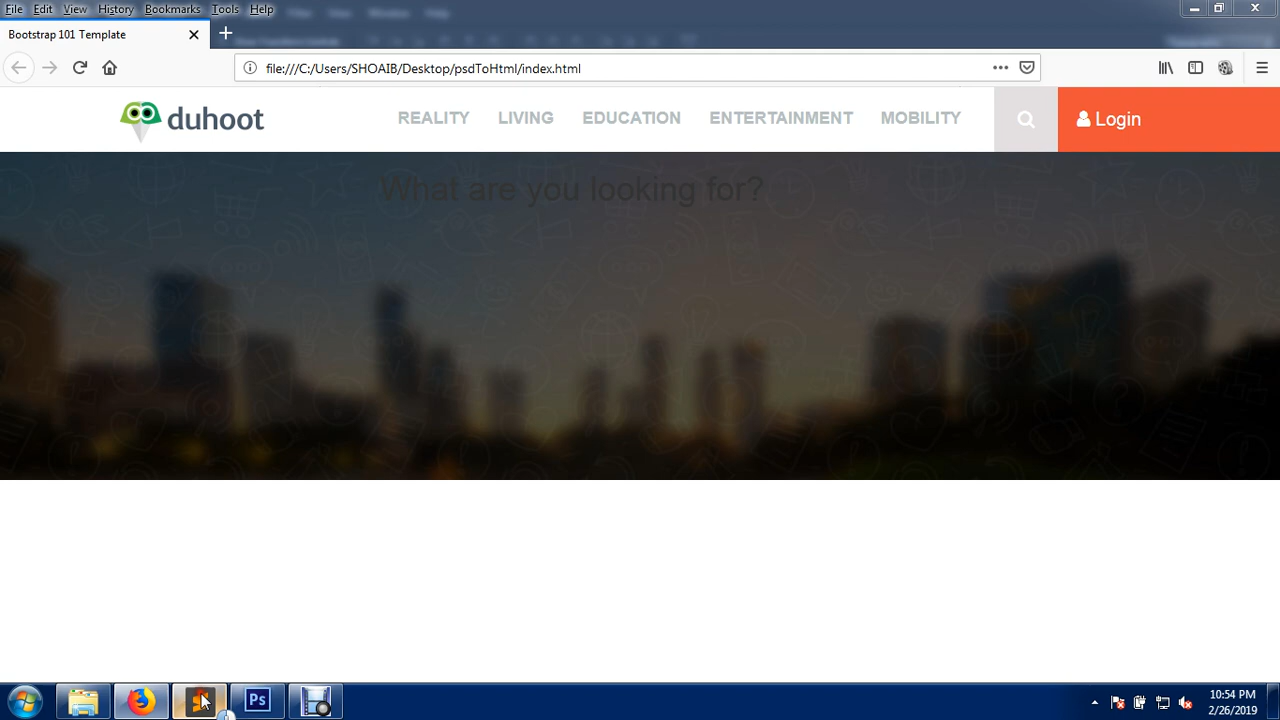 File Edit View History Bookmarks Tools Help
Bootstrap 101 Template
file:///C:/Users/SHOAIB/Desktop/psdToHtml/index.html
duhoot REALITY LIVING EDUCATION ENTERTAINMENT MOBILITY Login
What are you looking for?
Ps
10:54 PM
2/26/2019